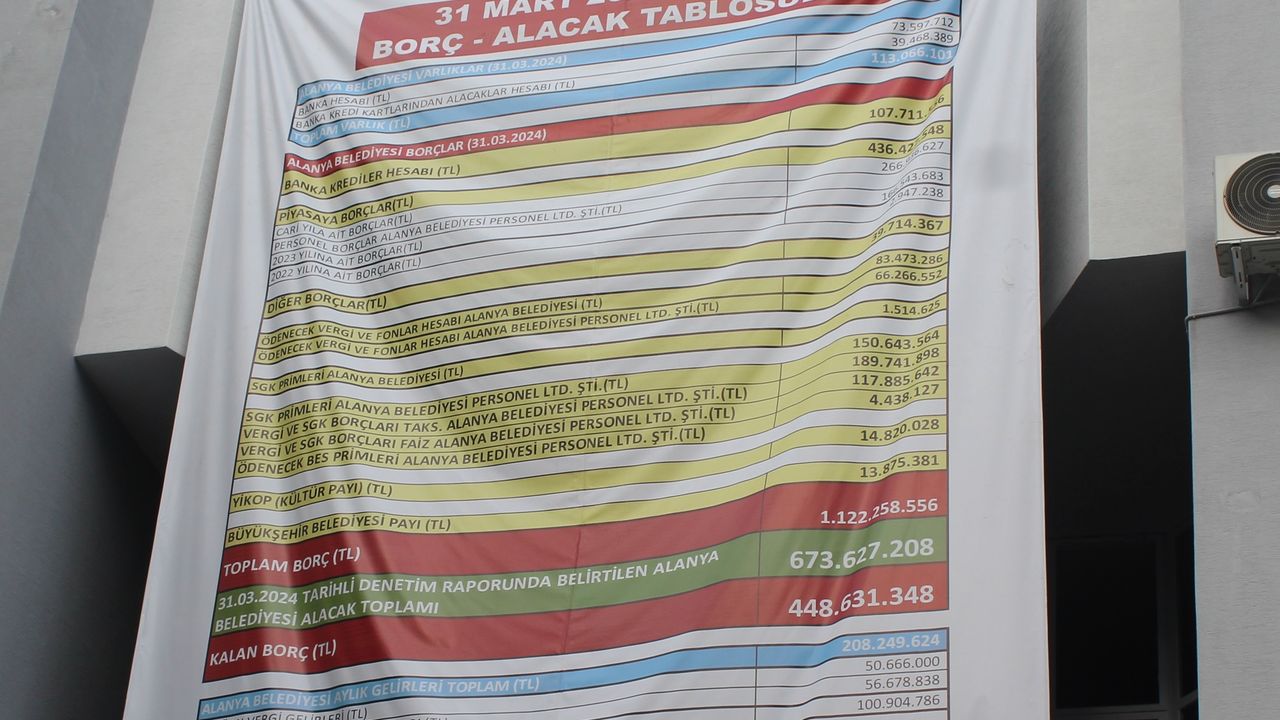 31 MART
BORÇ - ALACAK TABLOSU
ALANYA BELEDİYESİ VARLIKLAR (31.03.2024)
BANKA HESABI (TL) 73.597.712
BANKA KREDİ KARTLARINDAN ALACAKLAR HESABI (TL) 39.468.389
TOPLAM VARLIK (TL) 113.066.101
ALANYA BELEDİYESİ BORÇLAR (31.03.2024)
BANKA KREDİLER HESABI (TL)
PİYASAYA BORÇLAR(TL)
CARİ YILA AİT BORÇLAR(TL)
PERSONEL BORÇLAR ALANYA BELEDİYESİ PERSONEL LTD. ŞTİ.(TL)
2023 YILINA AİT BORÇLAR(TL)
2022 YILINA AİT BORÇLAR(TL)
DİĞER BORÇLAR(TL) 39.714.367
ÖDENECEK VERGİ VE FONLAR HESABI ALANYA BELEDİYESİ (TL) 83.473.286
ÖDENECEK VERGİ VE FONLAR HESABI ALANYA BELEDİYESİ PERSONEL LTD. ŞTİ.(TL) 66.266.552
SGK PRİMLERİ ALANYA BELEDİYESİ (TL) 1.514.625
SGK PRİMLERİ ALANYA BELEDİYESİ PERSONEL LTD. ŞTİ.(TL) 150.643.564
VERGİ VE SGK BORÇLARI TAKS. ALANYA BELEDİYESİ PERSONEL LTD. ŞTİ.(TL) 189.741.898
VERGİ VE SGK BORÇLARI FAİZ ALANYA BELEDİYESİ PERSONEL LTD. ŞTİ.(TL) 117.885.642
ÖDENECEK BES PRİMLERİ ALANYA BELEDİYESİ PERSONEL LTD. ŞTİ.(TL) 4.438.127
YİKOP (KÜLTÜR PAYI) (TL) 14.820.028
BÜYÜKŞEHİR BELEDİYESİ PAYI (TL) 13.875.381
TOPLAM BORÇ (TL) 1.122.258.556
31.03.2024 TARİHLİ DENETİM RAPORUNDA BELİRTİLEN ALANYA 673.627.208
BELEDİYESİ ALACAK TOPLAMI
KALAN BORÇ (TL) 448.631.348
ALANYA BELEDİYESİ AYLIK GELİRLERİ TOPLAM (TL) 208.249.624
50.666.000
56.678.838
100.904.786